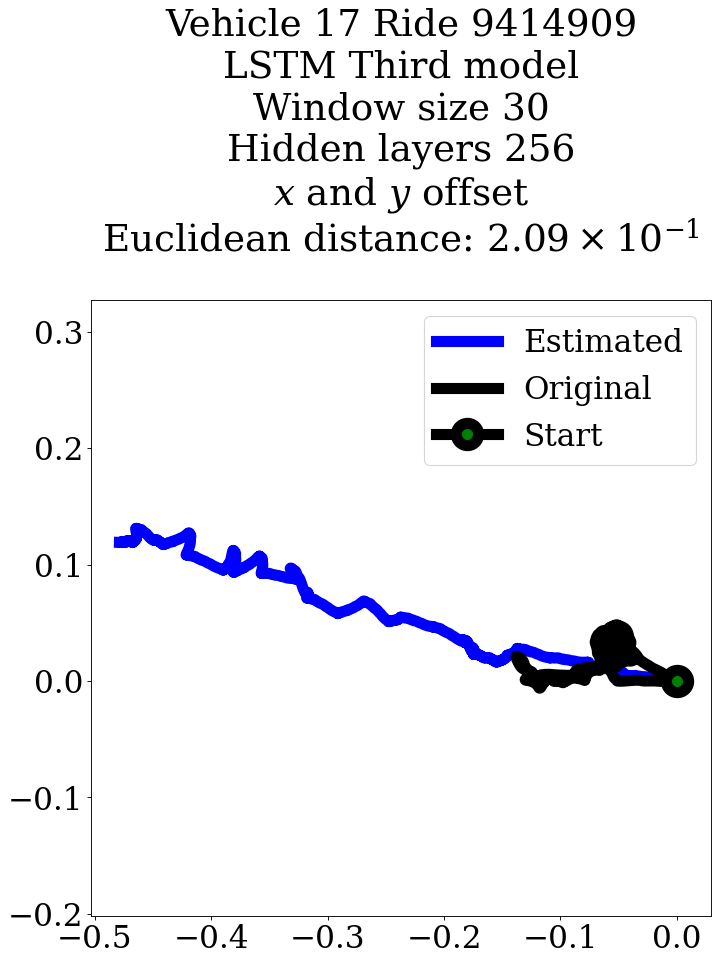 Vehicle 17 Ride 9414909
LSTM Third model
Window size 30
Hidden layers 256
x and y offset
Euclidean distance: 2.09 × 10⁻¹
Estimated
Original
Start
0.3
0.2
0.1
0.0
−0.1
−0.2
−0.5 −0.4 −0.3 −0.2 −0.1 0.0